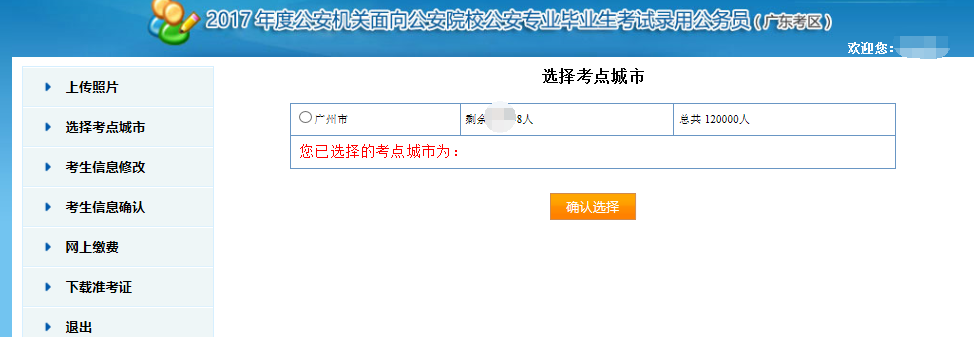 2017年度公安机关面向公安院校公安专业毕业生考试录用公务员(广东考区)
欢迎您：
上传照片
选择考点城市
考生信息修改
考生信息确认
网上缴费
下载准考证
退出
选择考点城市
广州市 剩余 8人 总共 120000人
您已选择的考点城市为：
确认选择